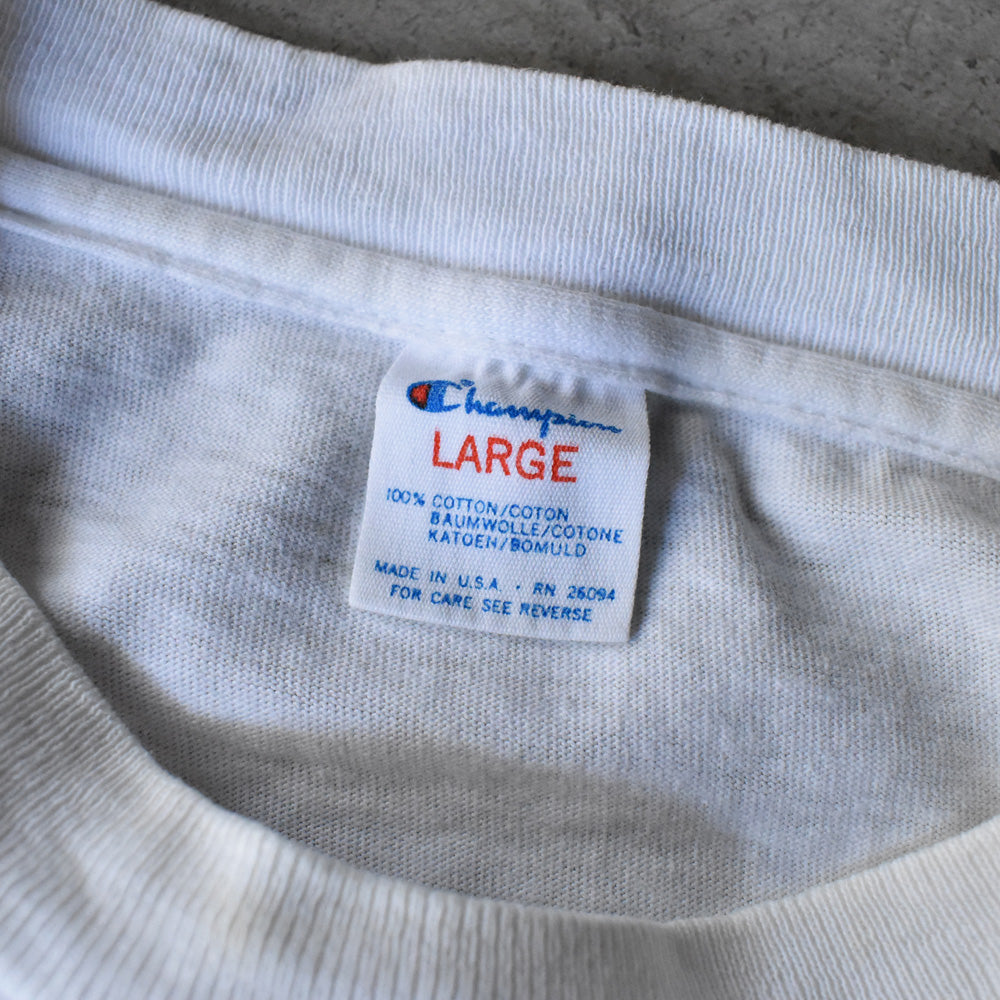 Champion
LARGE
100% COTTON/COTON
BAUMWOLLE/COTONE
KATOEN/BOMULD
MADE IN U.S.A. · RN 26094
FOR CARE SEE REVERSE